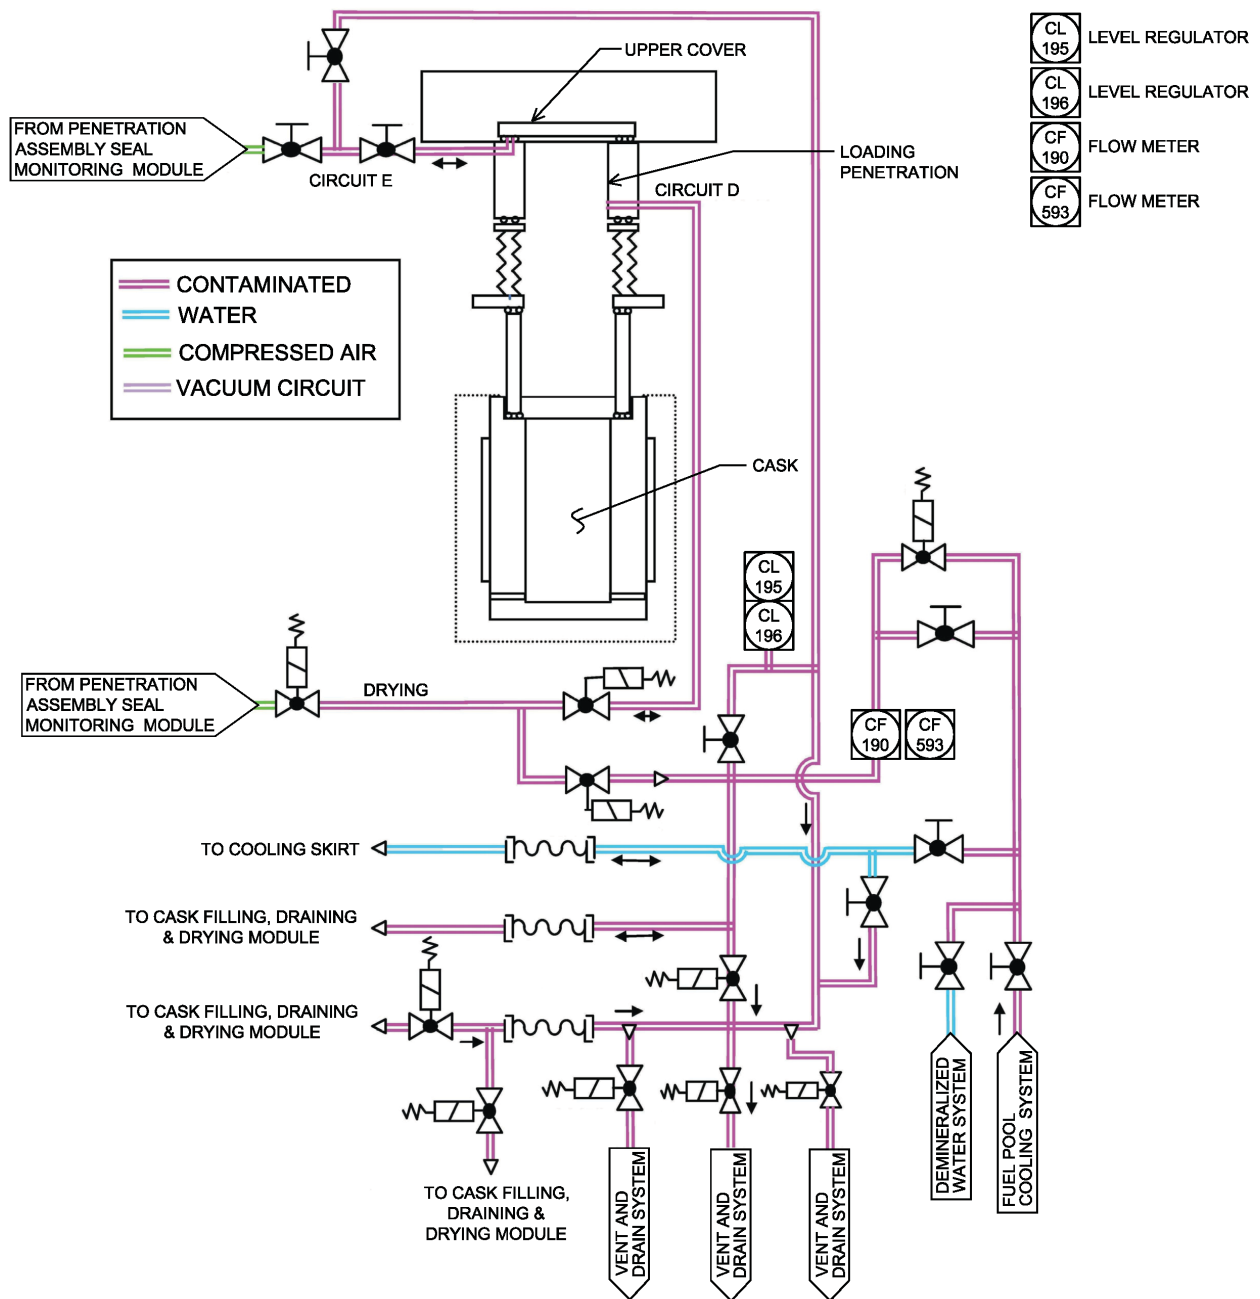 UPPER COVER
CL
195
LEVEL REGULATOR
CL
196
LEVEL REGULATOR
CF
190
FLOW METER
CF
593
FLOW METER
FROM PENETRATION
ASSEMBLY SEAL
MONITORING MODULE
CIRCUIT E
LOADING
PENETRATION
CIRCUIT D
CONTAMINATED
WATER
COMPRESSED AIR
VACUUM CIRCUIT
CASK
CL
195
CL
196
FROM PENETRATION
ASSEMBLY SEAL
MONITORING MODULE
DRYING
CF
190
CF
593
TO COOLING SKIRT
TO CASK FILLING, DRAINING
& DRYING MODULE
TO CASK FILLING, DRAINING
& DRYING MODULE
TO CASK FILLING,
DRAINING &
DRYING MODULE
VENT AND
DRAIN SYSTEM
VENT AND
DRAIN SYSTEM
VENT AND
DRAIN SYSTEM
DEMINERALIZED
WATER SYSTEM
FUEL POOL
COOLING SYSTEM